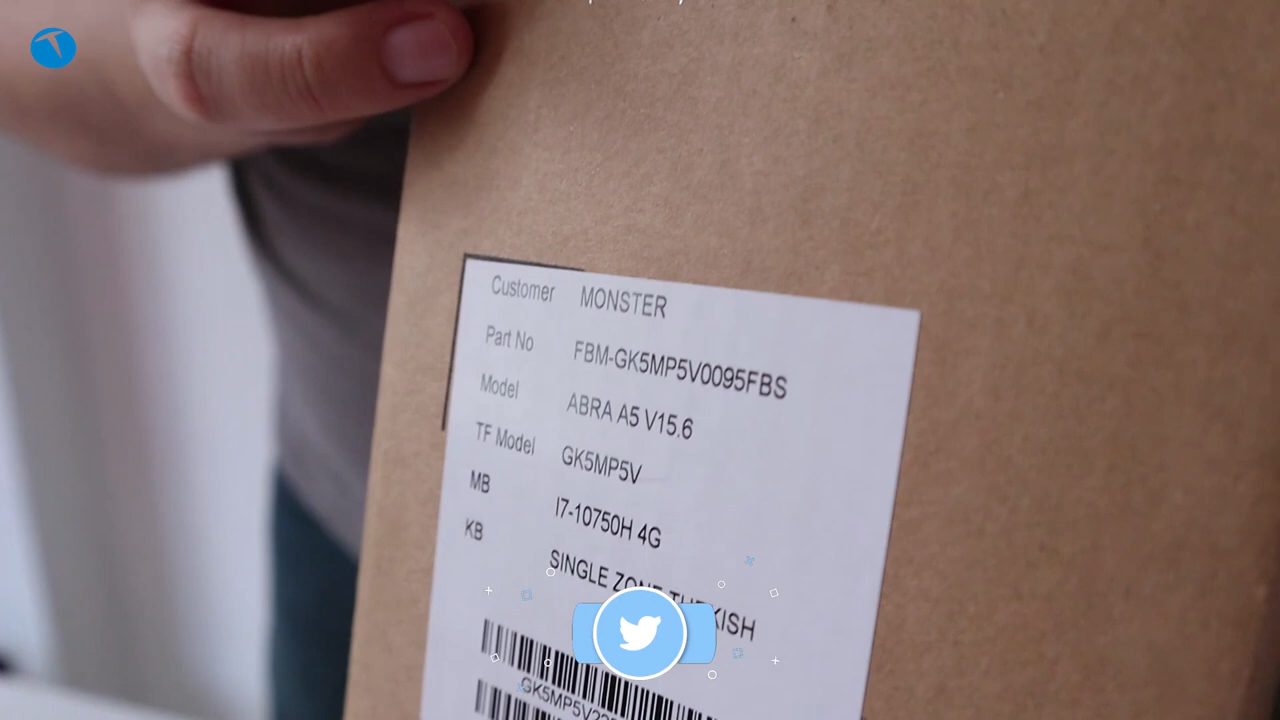 Customer MONSTER
Part No FBM-GK5MP5V0095FBS
Model ABRA A5 V15.6
TF Model GK5MP5V
MB I7-10750H 4G
KB SINGLE